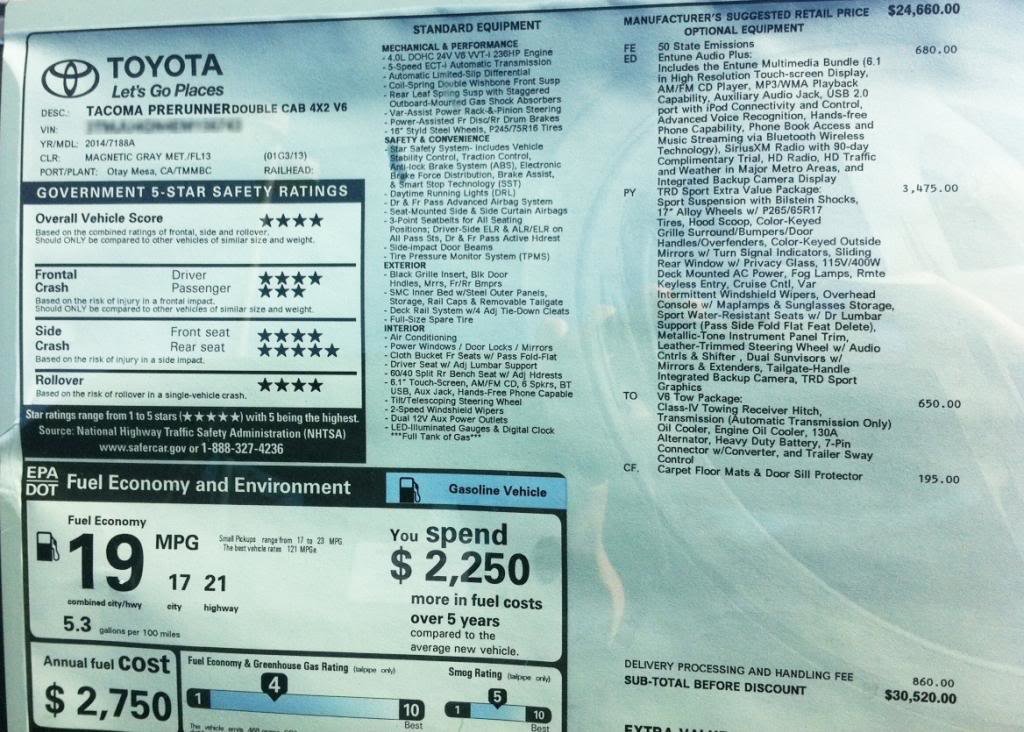 TOYOTA
Let's Go Places
DESC: TACOMA PRERUNNER DOUBLE CAB 4X2 V6
VIN:
YR/MDL: 2014/7188A
CLR: MAGNETIC GRAY MET./FL13 (01G3/13)
PORT/PLANT: Otay Mesa, CA/TMMBC RAILHEAD:
GOVERNMENT 5-STAR SAFETY RATINGS
Overall Vehicle Score ★★★★
Based on the combined ratings of frontal, side and rollover.
Should ONLY be compared to other vehicles of similar size and weight.
Frontal Driver ★★★★
Crash Passenger ★★★
Based on the risk of injury in a frontal impact.
Should ONLY be compared to other vehicles of similar size and weight.
Side Front seat ★★★★
Crash Rear seat ★★★★★
Based on the risk of injury in a side impact.
Rollover ★★★★
Based on the risk of rollover in a single-vehicle crash.
Star ratings range from 1 to 5 stars (★★★★★) with 5 being the highest.
Source: National Highway Traffic Safety Administration (NHTSA)
www.safercar.gov or 1-888-327-4236
EPA
DOT Fuel Economy and Environment
Gasoline Vehicle
Fuel Economy
19 MPG
Small Pickups range from 17 to 23 MPG.
The best vehicle rates 121 MPGe.
17 21
combined city/hwy city highway
5.3 gallons per 100 miles
You spend
$ 2,250
more in fuel costs
over 5 years
compared to the
average new vehicle.
Annual fuel COST
$ 2,750
Fuel Economy & Greenhouse Gas Rating (tailpipe only)
4
1 10
Best
Smog Rating (tailpipe only)
5
1 10
Best
STANDARD EQUIPMENT
MECHANICAL & PERFORMANCE
- 4.0L DOHC 24V V6 VVT-i 236HP Engine
- 5-Speed ECT-i Automatic Transmission
- Automatic Limited-Slip Differential
- Coil-Spring Double Wishbone Front Susp
- Rear Leaf Spring Susp with Staggered
Outboard-Mounted Gas Shock Absorbers
- Var-Assist Power Rack-&-Pinion Steering
- Power-Assisted Fr Disc/Rr Drum Brakes
- 16" Styld Steel Wheels, P245/75R16 Tires
SAFETY & CONVENIENCE
- Star Safety System- Includes Vehicle
Stability Control, Traction Control,
Anti-lock Brake System (ABS), Electronic
Brake Force Distribution, Brake Assist,
& Smart Stop Technology (SST)
- Daytime Running Lights (DRL)
- Dr & Fr Pass Advanced Airbag System
- Seat-Mounted Side & Side Curtain Airbags
- 3-Point Seatbelts for All Seating
Positions; Driver-Side ELR & ALR/ELR on
All Pass Sts, Dr & Fr Pass Active Hdrest
- Side-Impact Door Beams
- Tire Pressure Monitor System (TPMS)
EXTERIOR
- Black Grille Insert, Blk Door
Hndles, Mrrs, Fr/Rr Bmprs
- SMC Inner Bed w/Steel Outer Panels,
Storage, Rail Caps & Removable Tailgate
- Deck Rail System w/4 Adj Tie-Down Cleats
- Full-Size Spare Tire
INTERIOR
- Air Conditioning
- Power Windows / Door Locks / Mirrors
- Cloth Bucket Fr Seats w/ Pass Fold-Flat
- Driver Seat w/ Adj Lumbar Support
- 60/40 Split Rr Bench Seat w/ Adj Hdrests
- 6.1" Touch-Screen, AM/FM CD, 6 Spkrs, BT
USB, Aux Jack, Hands-Free Phone Capable
- Tilt/Telescoping Steering Wheel
- 2-Speed Windshield Wipers
- Dual 12V Aux Power Outlets
- LED-Illuminated Gauges & Digital Clock
***Full Tank of Gas***
MANUFACTURER'S SUGGESTED RETAIL PRICE $24,660.00
OPTIONAL EQUIPMENT
FE 50 State Emissions
ED Entune Audio Plus: 680.00
Includes the Entune Multimedia Bundle (6.1
in High Resolution Touch-screen Display,
AM/FM CD Player, MP3/WMA Playback
Capability, Auxiliary Audio Jack, USB 2.0
port with iPod Connectivity and Control,
Advanced Voice Recognition, Hands-free
Phone Capability, Phone Book Access and
Music Streaming via Bluetooth Wireless
Technology), SiriusXM Radio with 90-day
Complimentary Trial, HD Radio, HD Traffic
and Weather in Major Metro Areas, and
Integrated Backup Camera Display
PY TRD Sport Extra Value Package: 3,475.00
Sport Suspension with Bilstein Shocks,
17" Alloy Wheels w/ P265/65R17
Tires, Hood Scoop, Color-Keyed
Grille Surround/Bumpers/Door
Handles/Overfenders, Color-Keyed Outside
Mirrors w/ Turn Signal Indicators, Sliding
Rear Window w/ Privacy Glass, 115V/400W
Deck Mounted AC Power, Fog Lamps, Rmte
Keyless Entry, Cruise Cntl, Var
Intermittent Windshield Wipers, Overhead
Console w/ Maplamps & Sunglasses Storage,
Sport Water-Resistant Seats w/ Dr Lumbar
Support (Pass Side Fold Flat Feat Delete),
Metallic-Tone Instrument Panel Trim,
Leather-Trimmed Steering Wheel w/ Audio
Cntrls & Shifter , Dual Sunvisors w/
Mirrors & Extenders, Tailgate-Handle
Integrated Backup Camera, TRD Sport
Graphics
TO V6 Tow Package: 650.00
Class-IV Towing Receiver Hitch,
Transmission (Automatic Transmission Only)
Oil Cooler, Engine Oil Cooler, 130A
Alternator, Heavy Duty Battery, 7-Pin
Connector w/Converter, and Trailer Sway
Control
CF. Carpet Floor Mats & Door Sill Protector 195.00
DELIVERY PROCESSING AND HANDLING FEE 860.00
SUB-TOTAL BEFORE DISCOUNT $30,520.00